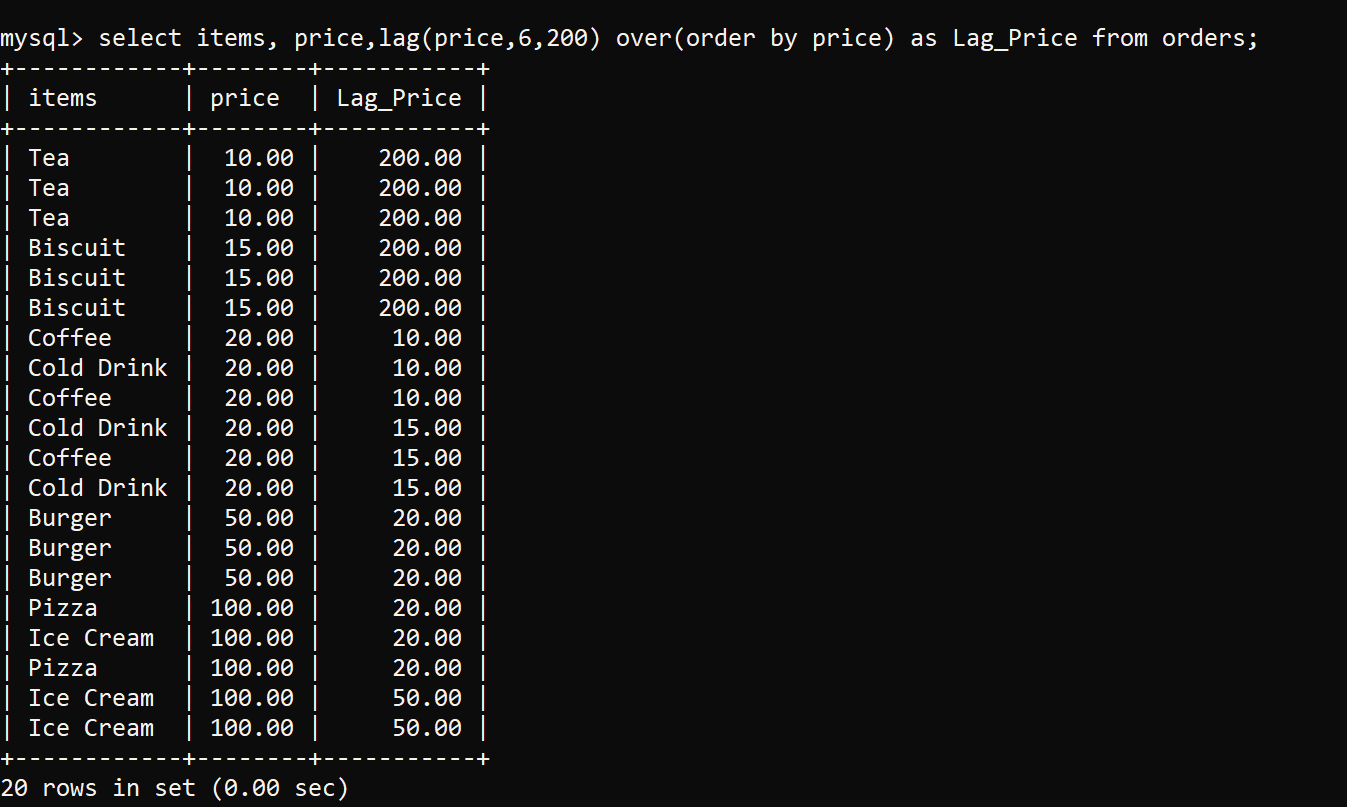 mysql> select items, price,lag(price,6,200) over(order by price) as Lag_Price from orders;
+------------+--------+-----------+
| items      | price  | Lag_Price |
+------------+--------+-----------+
| Tea        |  10.00 |    200.00 |
| Tea        |  10.00 |    200.00 |
| Tea        |  10.00 |    200.00 |
| Biscuit    |  15.00 |    200.00 |
| Biscuit    |  15.00 |    200.00 |
| Biscuit    |  15.00 |    200.00 |
| Coffee     |  20.00 |     10.00 |
| Cold Drink |  20.00 |     10.00 |
| Coffee     |  20.00 |     10.00 |
| Cold Drink |  20.00 |     15.00 |
| Coffee     |  20.00 |     15.00 |
| Cold Drink |  20.00 |     15.00 |
| Burger     |  50.00 |     20.00 |
| Burger     |  50.00 |     20.00 |
| Burger     |  50.00 |     20.00 |
| Pizza      | 100.00 |     20.00 |
| Ice Cream  | 100.00 |     20.00 |
| Pizza      | 100.00 |     20.00 |
| Ice Cream  | 100.00 |     50.00 |
| Ice Cream  | 100.00 |     50.00 |
+------------+--------+-----------+
20 rows in set (0.00 sec)